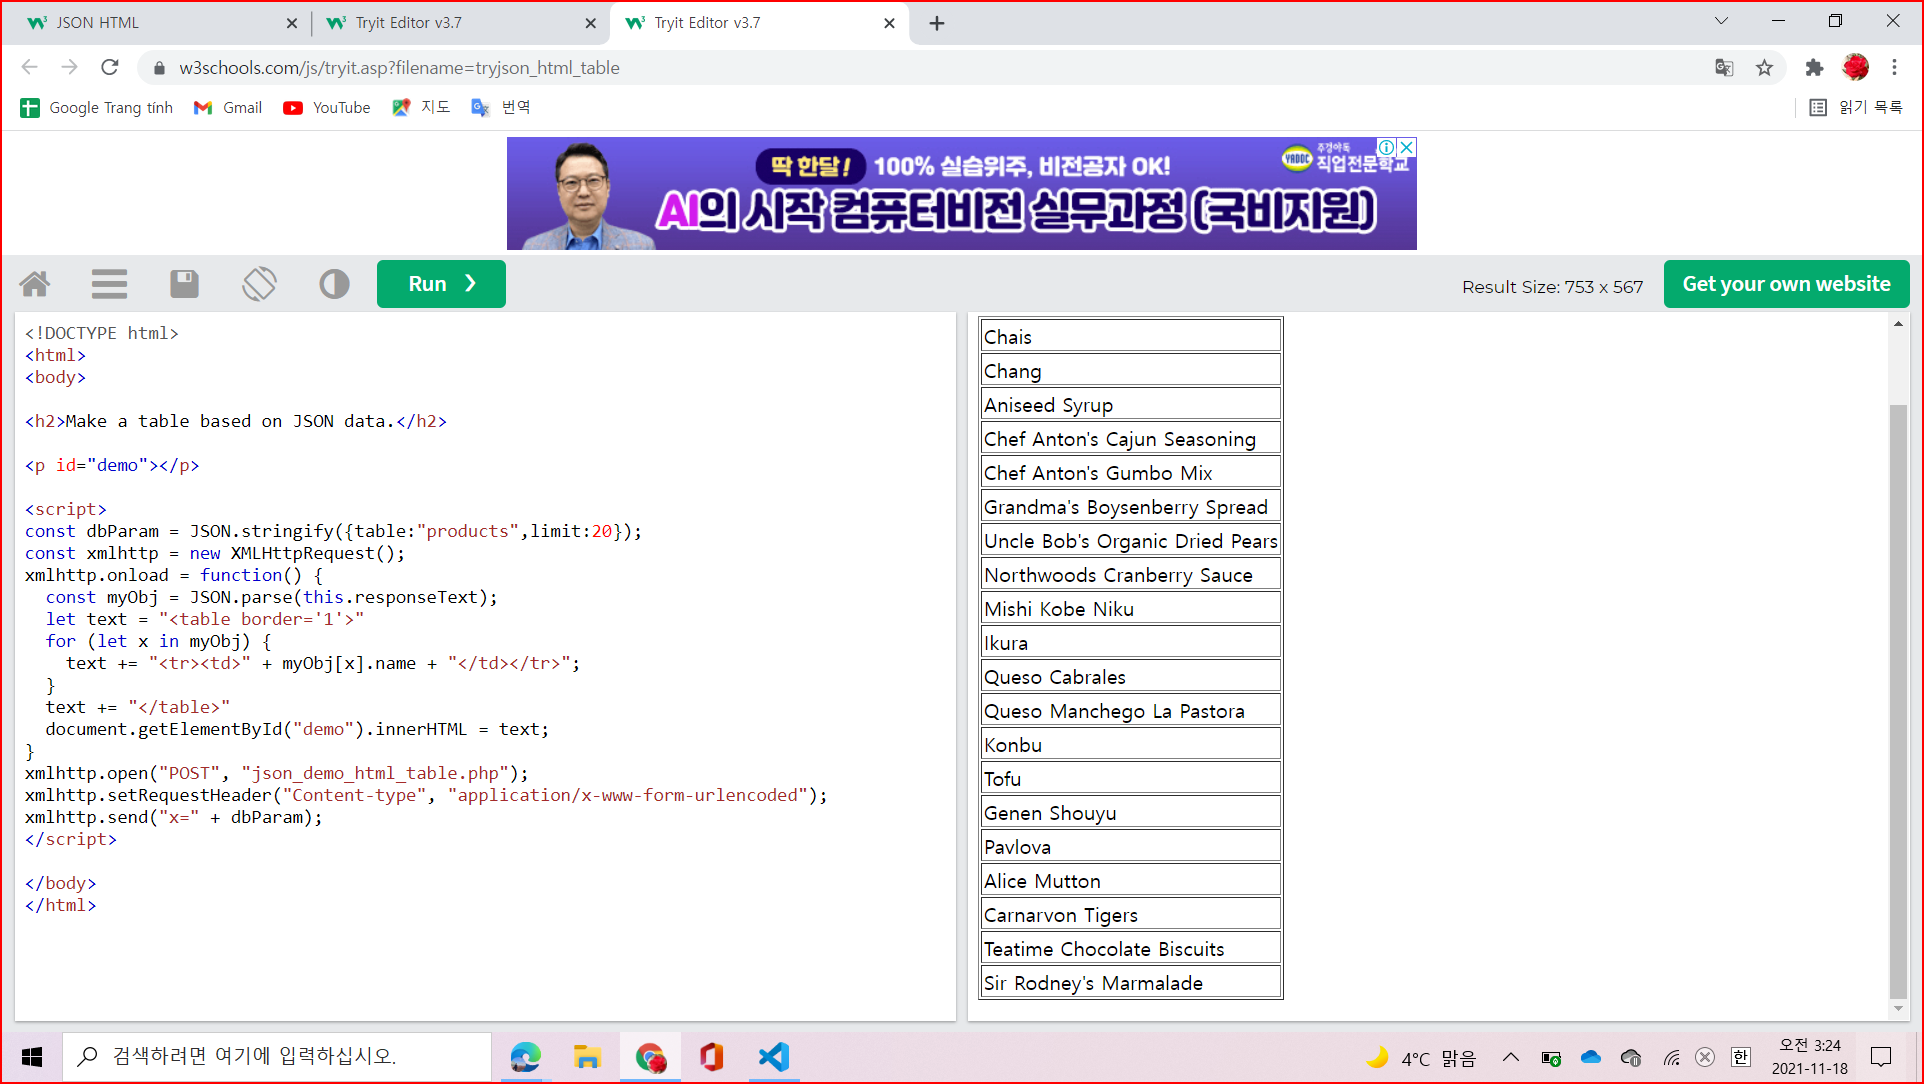 JSON HTML
Tryit Editor v3.7
Tryit Editor v3.7
w3schools.com/js/tryit.asp?filename=tryjson_html_table
Google Trang tính
Gmail
YouTube
지도
번역
읽기 목록
딱 한달! 100% 실습위주, 비전공자 OK!
AI의 시작 컴퓨터비전 실무과정 (국비지원)
YADOC 주경야독
직업전문학교
Run ❯
Result Size: 753 x 567
Get your own website
<!DOCTYPE html>
<html>
<body>
<h2>Make a table based on JSON data.</h2>
<p id="demo"></p>
<script>
const dbParam = JSON.stringify({table:"products",limit:20});
const xmlhttp = new XMLHttpRequest();
xmlhttp.onload = function() {
  const myObj = JSON.parse(this.responseText);
  let text = "<table border='1'>"
  for (let x in myObj) {
    text += "<tr><td>" + myObj[x].name + "</td></tr>";
  }
  text += "</table>"
  document.getElementById("demo").innerHTML = text;
}
xmlhttp.open("POST", "json_demo_html_table.php");
xmlhttp.setRequestHeader("Content-type", "application/x-www-form-urlencoded");
xmlhttp.send("x=" + dbParam);
</script>
</body>
</html>
Chais
Chang
Aniseed Syrup
Chef Anton's Cajun Seasoning
Chef Anton's Gumbo Mix
Grandma's Boysenberry Spread
Uncle Bob's Organic Dried Pears
Northwoods Cranberry Sauce
Mishi Kobe Niku
Ikura
Queso Cabrales
Queso Manchego La Pastora
Konbu
Tofu
Genen Shouyu
Pavlova
Alice Mutton
Carnarvon Tigers
Teatime Chocolate Biscuits
Sir Rodney's Marmalade
검색하려면 여기에 입력하십시오.
4°C 맑음
한
오전 3:24
2021-11-18